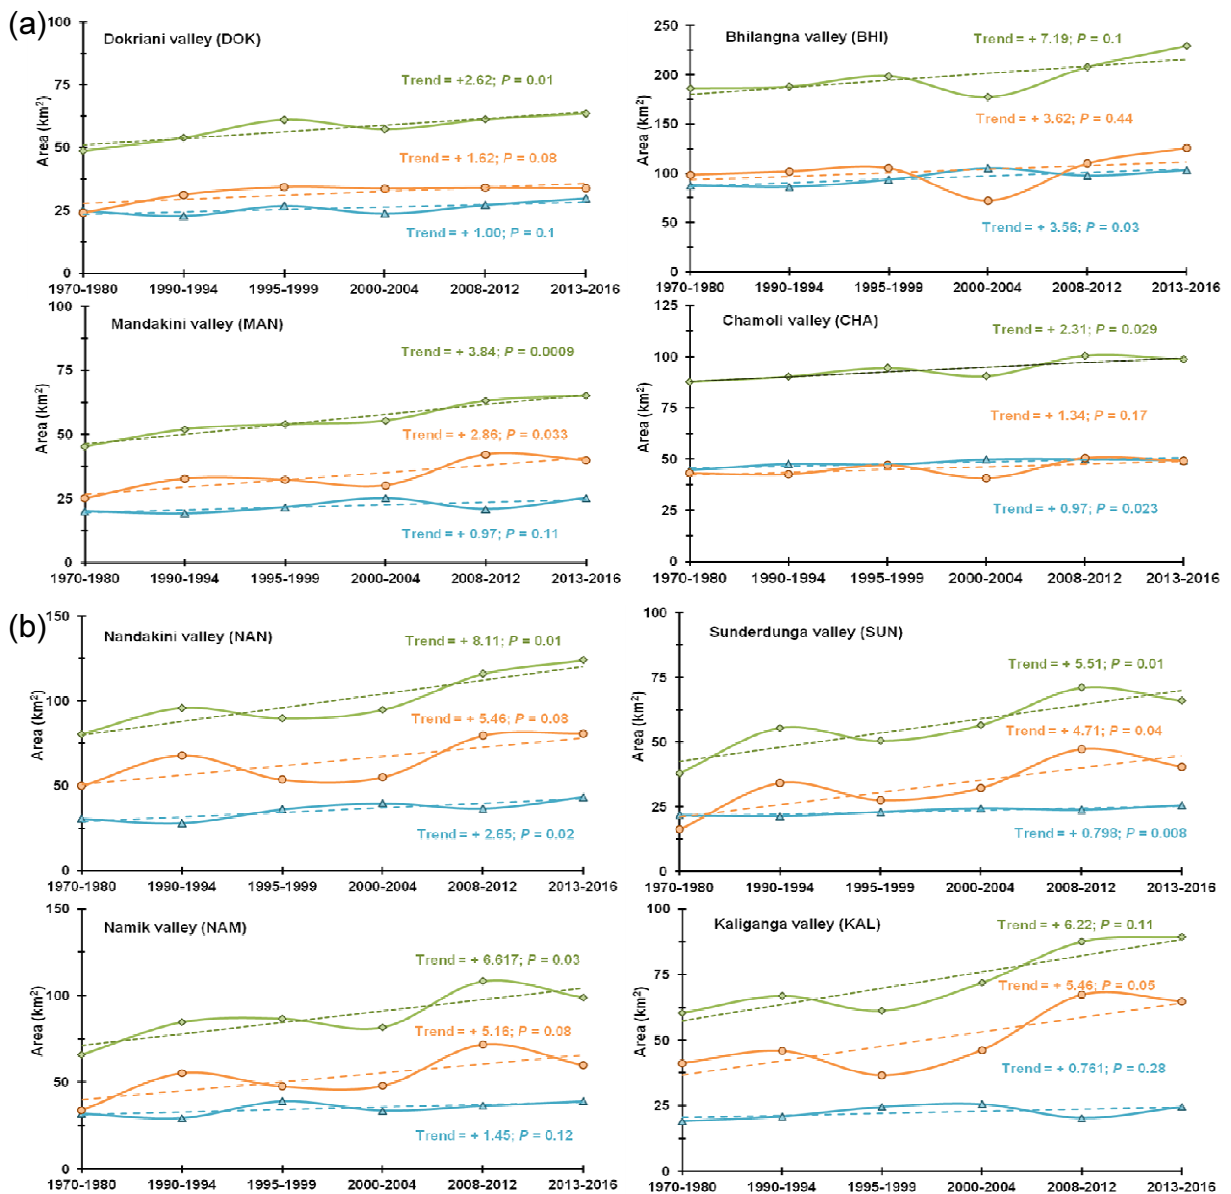 (a)
Dokriani valley (DOK)
Trend = +2.62; P = 0.01
Trend = + 1.62; P = 0.08
Trend = + 1.00; P = 0.1
Area (km²)
100
75
50
25
0
1970-1980 1990-1994 1995-1999 2000-2004 2008-2012 2013-2016
Bhilangna valley (BHI)
Trend = + 7.19; P = 0.1
Trend = + 3.62; P = 0.44
Trend = + 3.56; P = 0.03
Area (km²)
250
200
150
100
50
0
1970-1980 1990-1994 1995-1999 2000-2004 2008-2012 2013-2016
Mandakini valley (MAN)
Trend = + 3.84; P = 0.0009
Trend = + 2.86; P = 0.033
Trend = + 0.97; P = 0.11
Area (km²)
100
75
50
25
0
1970-1980 1990-1994 1995-1999 2000-2004 2008-2012 2013-2016
Chamoli valley (CHA)
Trend = + 2.31; P = 0.029
Trend = + 1.34; P = 0.17
Trend = + 0.97; P = 0.023
Area (km²)
125
100
75
50
25
0
1970-1980 1990-1994 1995-1999 2000-2004 2008-2012 2013-2016
(b)
Nandakini valley (NAN)
Trend = + 8.11; P = 0.01
Trend = + 5.46; P = 0.08
Trend = + 2.65; P = 0.02
Area (km²)
150
100
50
0
1970-1980 1990-1994 1995-1999 2000-2004 2008-2012 2013-2016
Sunderdunga valley (SUN)
Trend = + 5.51; P = 0.01
Trend = + 4.71; P = 0.04
Trend = + 0.798; P = 0.008
Area (km²)
100
75
50
25
0
1970-1980 1990-1994 1995-1999 2000-2004 2008-2012 2013-2016
Namik valley (NAM)
Trend = + 6.617; P = 0.03
Trend = + 5.16; P = 0.08
Trend = + 1.45; P = 0.12
Area (km²)
150
100
50
0
1970-1980 1990-1994 1995-1999 2000-2004 2008-2012 2013-2016
Kaliganga valley (KAL)
Trend = + 6.22; P = 0.11
Trend = + 5.46; P = 0.05
Trend = + 0.761; P = 0.28
Area (km²)
100
75
50
25
0
1970-1980 1990-1994 1995-1999 2000-2004 2008-2012 2013-2016